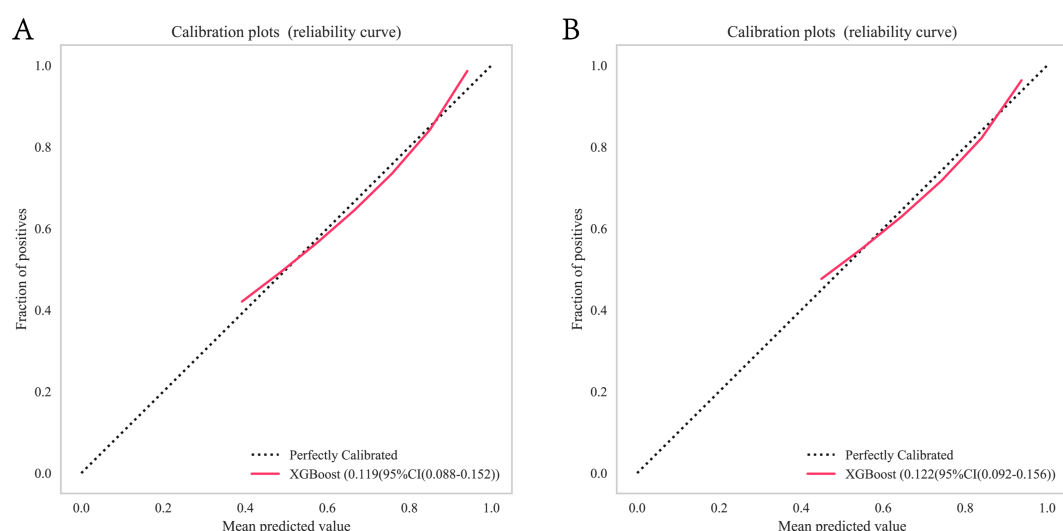 A
Calibration plots (reliability curve)
Fraction of positives
1.0
0.8
0.6
0.4
0.2
0.0
Perfectly Calibrated
XGBoost (0.119(95%CI(0.088-0.152))
0.0 0.2 0.4 0.6 0.8 1.0
Mean predicted value
B
Calibration plots (reliability curve)
Fraction of positives
1.0
0.8
0.6
0.4
0.2
0.0
Perfectly Calibrated
XGBoost (0.122(95%CI(0.092-0.156))
0.0 0.2 0.4 0.6 0.8 1.0
Mean predicted value